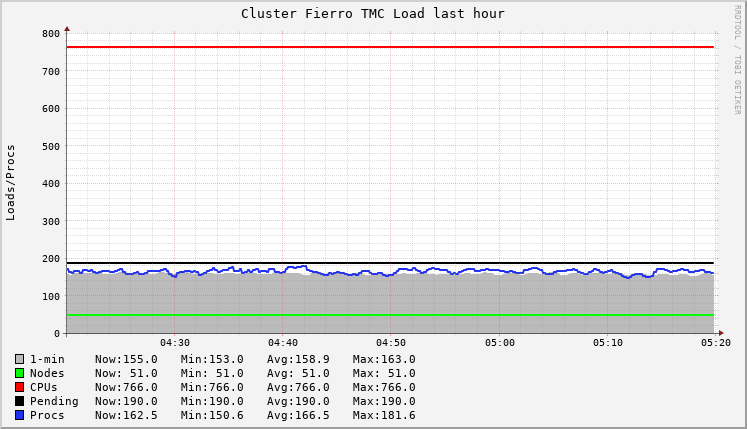 Cluster Fierro TMC Load last hour
RRDTOOL / TOBI OETIKER
Loads/Procs
800
700
600
500
400
300
200
100
0
04:30 04:40 04:50 05:00 05:10 05:20
1-min Now:155.0 Min:153.0 Avg:158.9 Max:163.0
Nodes Now: 51.0 Min: 51.0 Avg: 51.0 Max: 51.0
CPUs Now:766.0 Min:766.0 Avg:766.0 Max:766.0
Pending Now:190.0 Min:190.0 Avg:190.0 Max:190.0
Procs Now:162.5 Min:150.6 Avg:166.5 Max:181.6